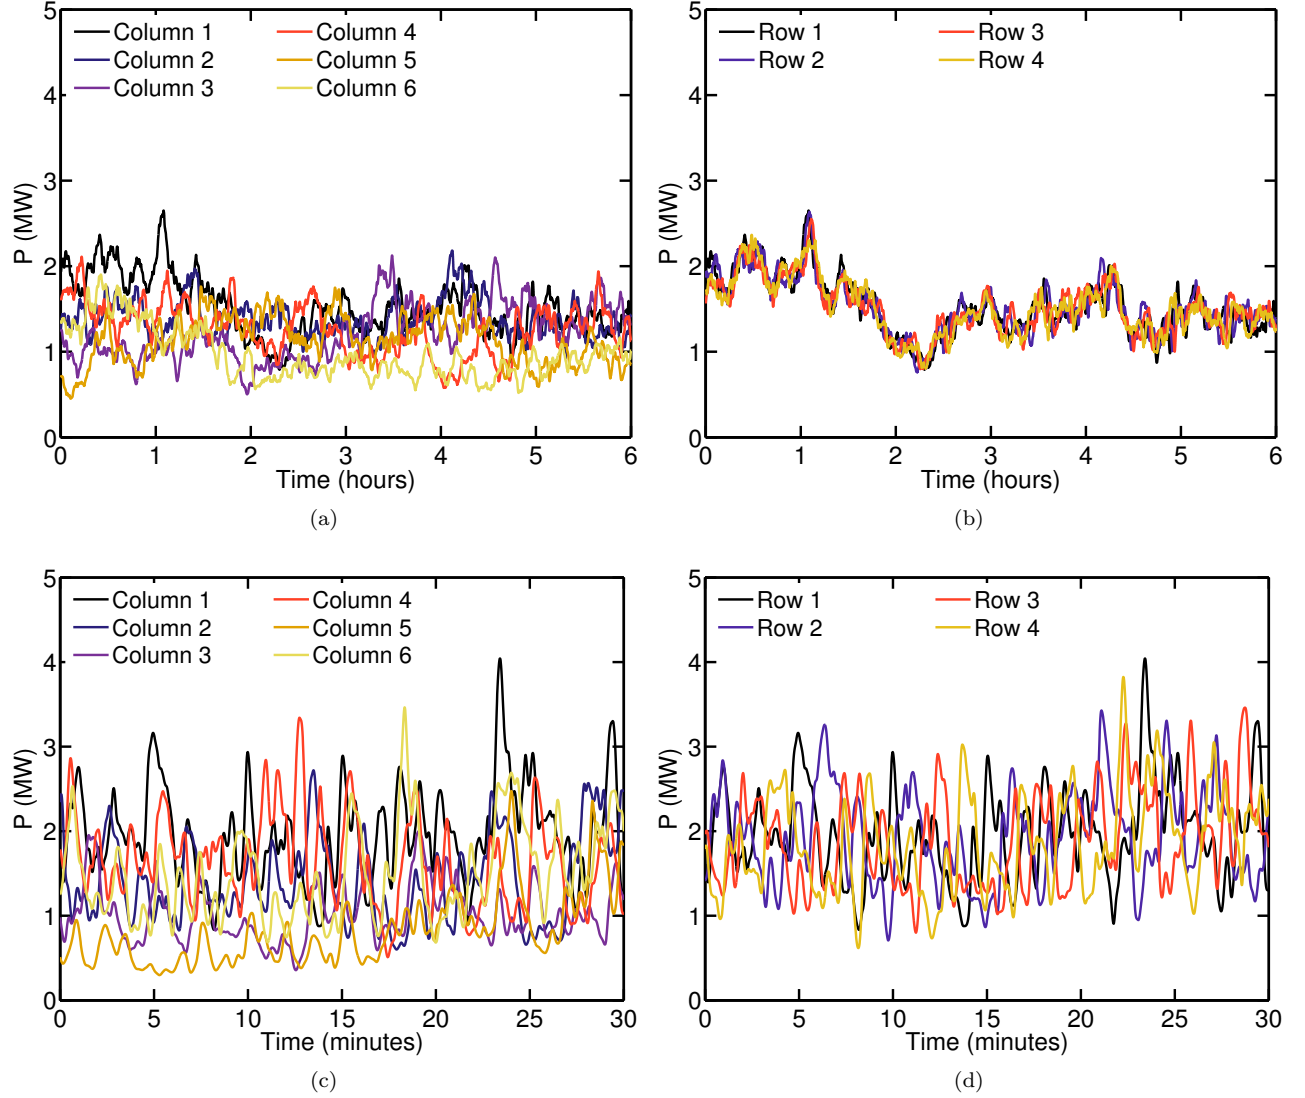 5
4
3
2
1
0
P (MW)
Column 1
Column 2
Column 3
Column 4
Column 5
Column 6
0 1 2 3 4 5 6
Time (hours)
(a)
5
4
3
2
1
0
P (MW)
Row 1
Row 2
Row 3
Row 4
0 1 2 3 4 5 6
Time (hours)
(b)
5
4
3
2
1
0
P (MW)
Column 1
Column 2
Column 3
Column 4
Column 5
Column 6
0 5 10 15 20 25 30
Time (minutes)
(c)
5
4
3
2
1
0
P (MW)
Row 1
Row 2
Row 3
Row 4
0 5 10 15 20 25 30
Time (minutes)
(d)